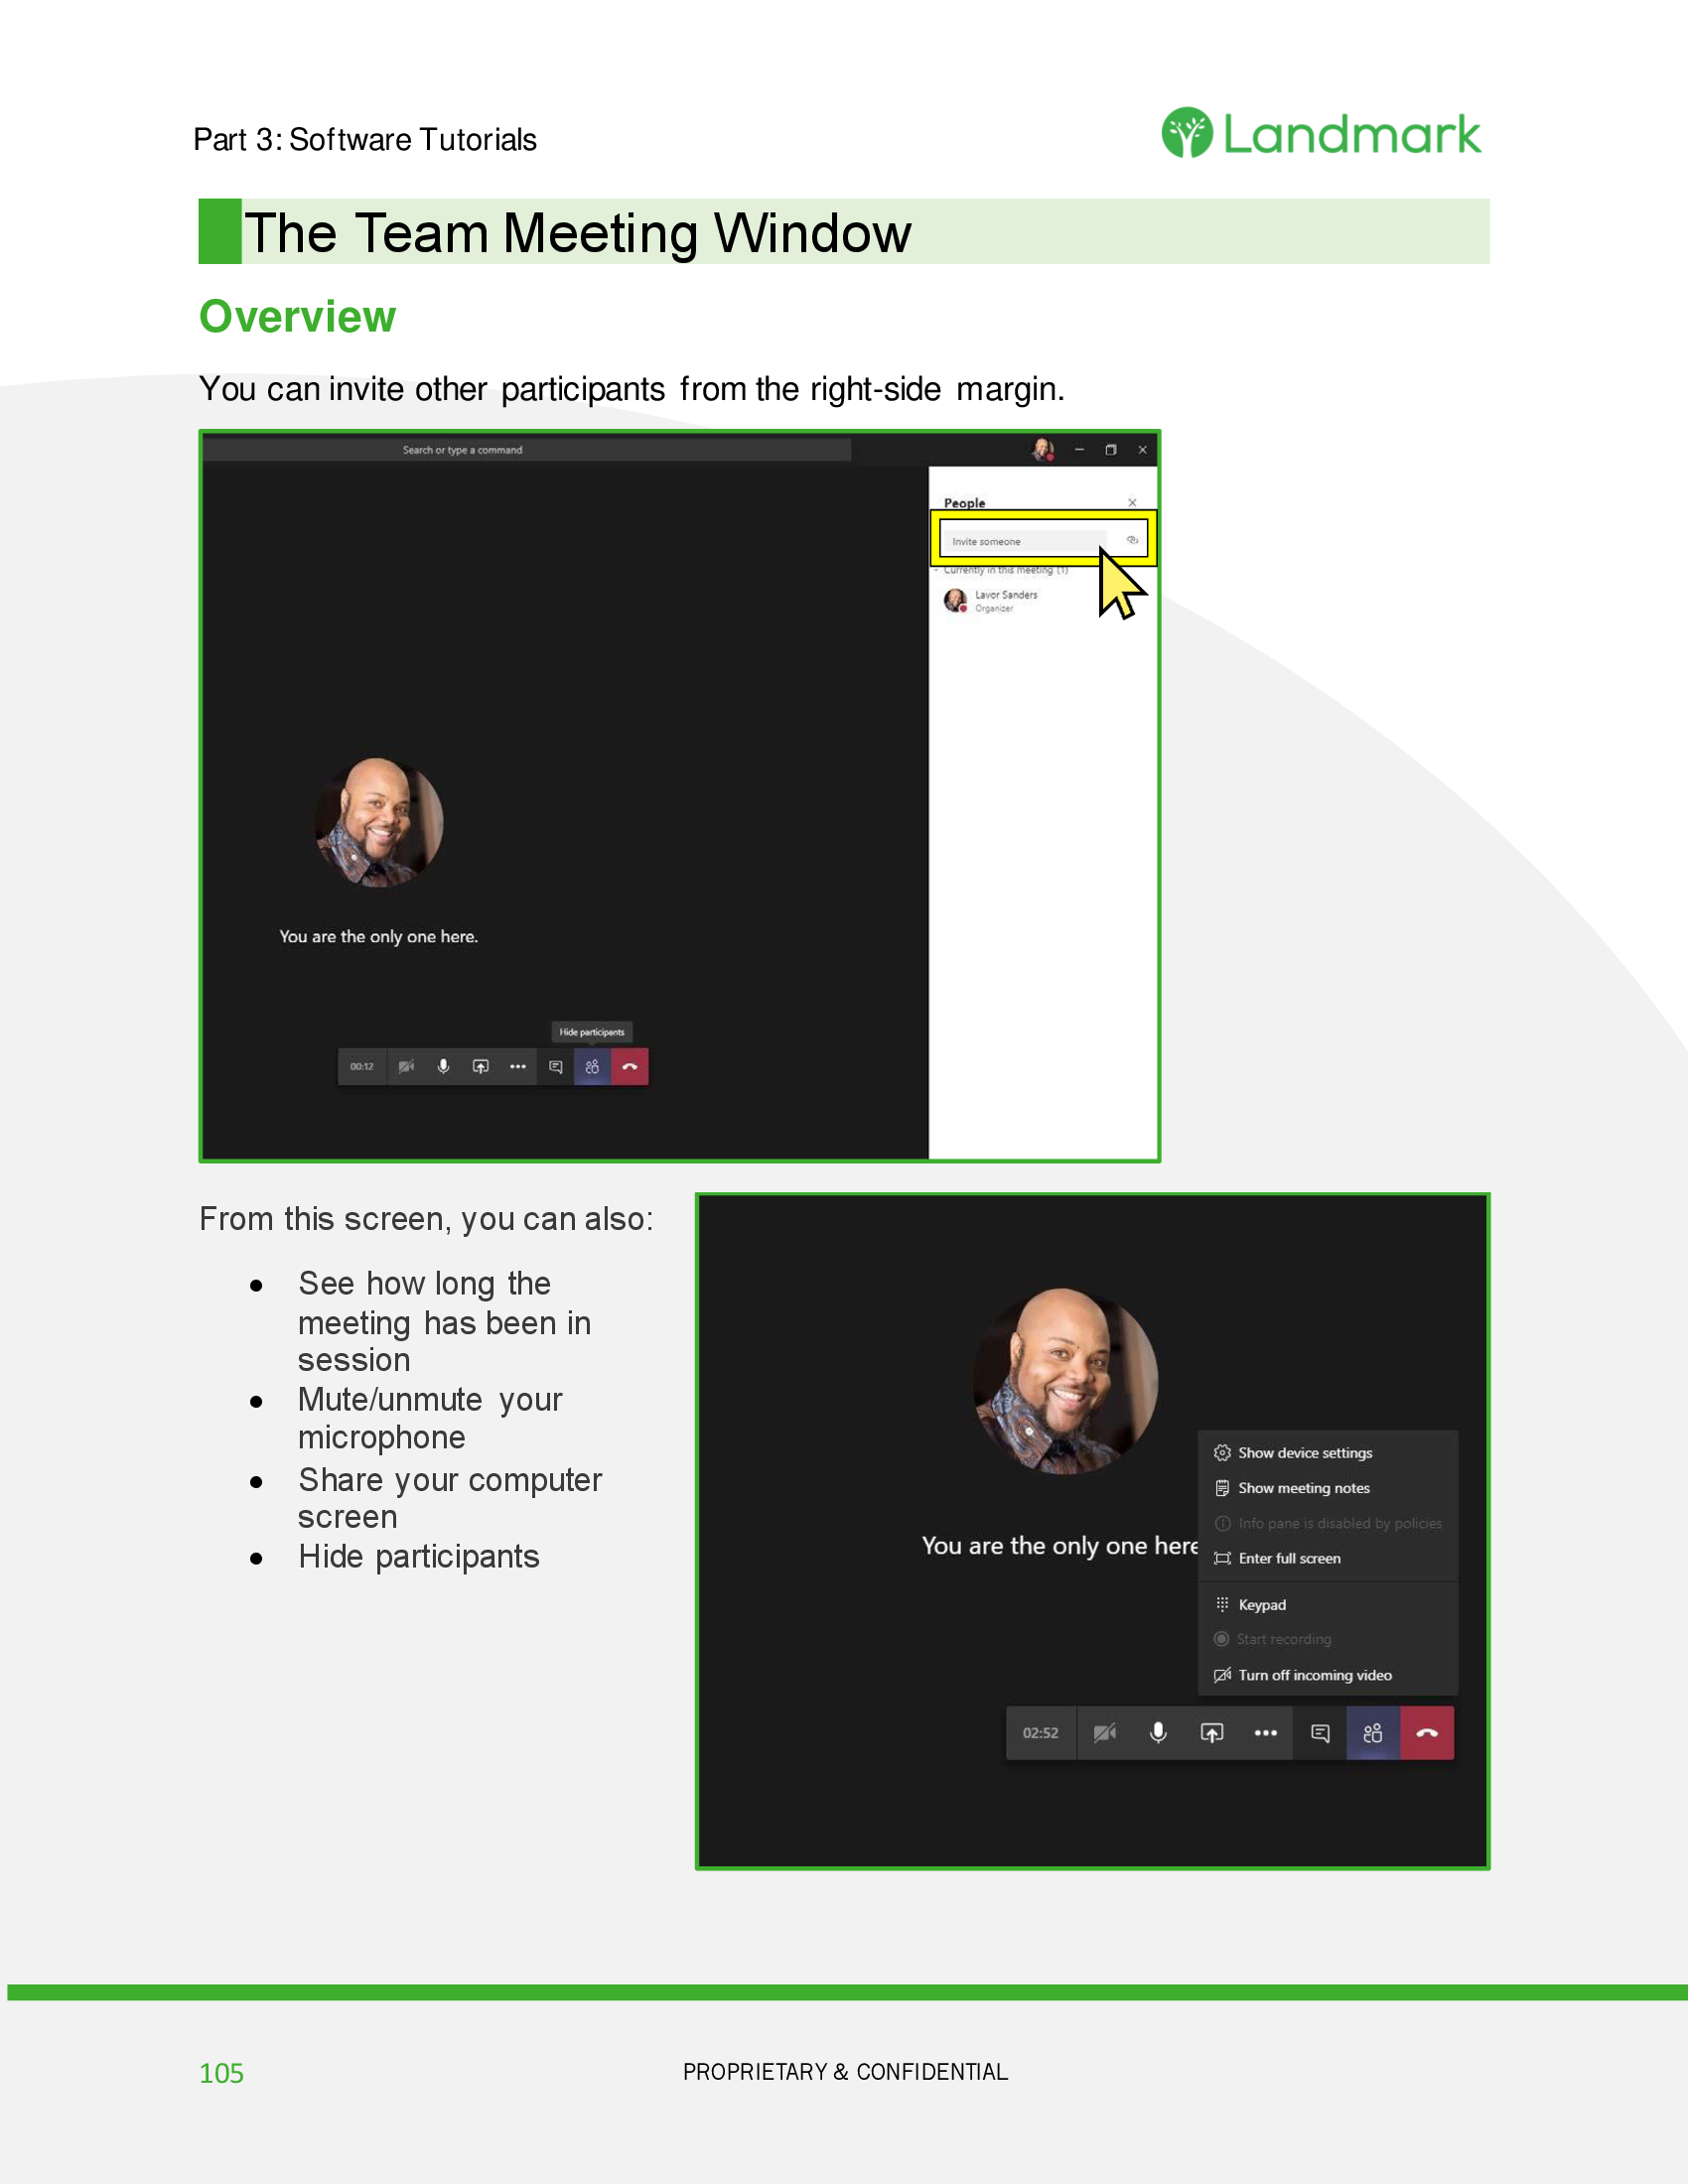 Part 3: Software Tutorials
Landmark
The Team Meeting Window
Overview
You can invite other participants from the right-side margin.
Search or type a command
People
Invite someone
Currently in this meeting (1)
Lavor Sanders
Organizer
You are the only one here.
Hide participants
00:12
From this screen, you can also:
● See how long the
meeting has been in
session
● Mute/unmute your
microphone
● Share your computer
screen
● Hide participants
Show device settings
Show meeting notes
Info pane is disabled by policies
You are the only one here
Enter full screen
Keypad
Start recording
Turn off incoming video
02:52
105
PROPRIETARY & CONFIDENTIAL